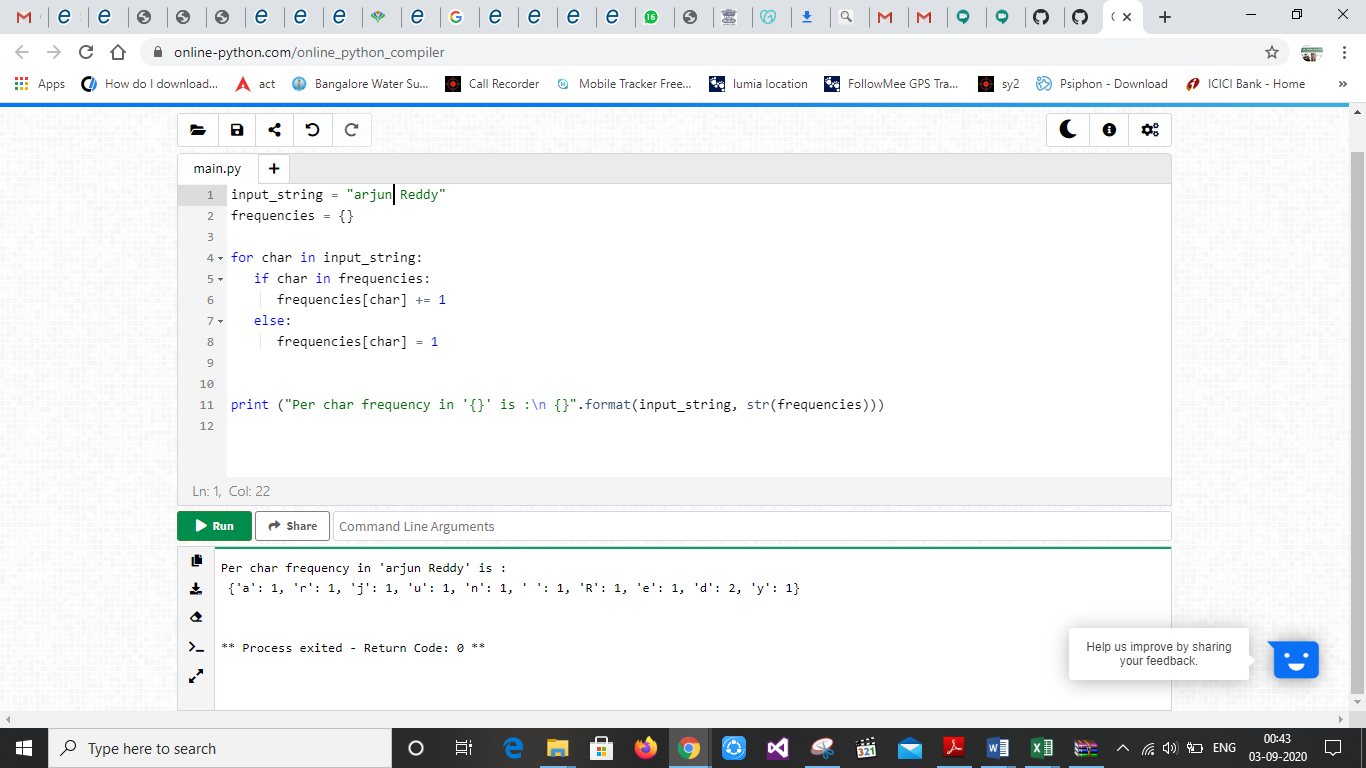 16
online-python.com/online_python_compiler
Apps How do I download... act Bangalore Water Su... Call Recorder Mobile Tracker Free... lumia location FollowMee GPS Tra... sy2 Psiphon - Download ICICI Bank - Home »
main.py +
1 input_string = "arjun Reddy"
2 frequencies = {}
3
4 for char in input_string:
5 if char in frequencies:
6 frequencies[char] += 1
7 else:
8 frequencies[char] = 1
9
10
11 print ("Per char frequency in '{}' is :\n {}".format(input_string, str(frequencies)))
12
Ln: 1, Col: 22
Run Share Command Line Arguments
Per char frequency in 'arjun Reddy' is :
{'a': 1, 'r': 1, 'j': 1, 'u': 1, 'n': 1, ' ': 1, 'R': 1, 'e': 1, 'd': 2, 'y': 1}
** Process exited - Return Code: 0 **
Help us improve by sharing
your feedback.
Type here to search
321
ENG
00:43
03-09-2020